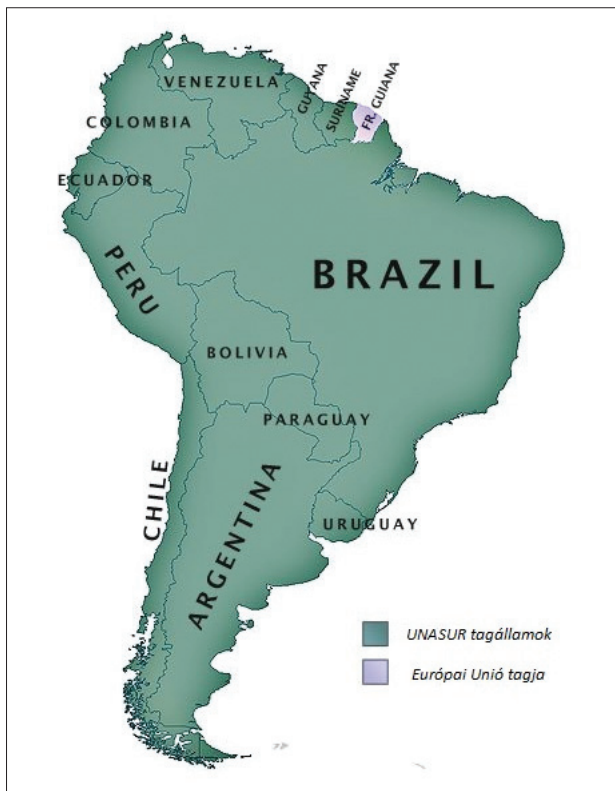 VENEZUELA
GUYANA
SURINAME
FR. GUIANA
COLOMBIA
ECUADOR
PERU
BRAZIL
BOLIVIA
PARAGUAY
CHILE
ARGENTINA
URUGUAY
UNASUR tagállamok
Európai Unió tagja